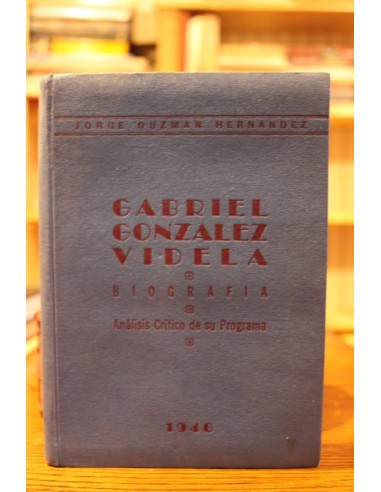 JORGE GUZMAN HERNANDEZ
GABRIEL
GONZALEZ
VIDELA
BIOGRAFIA
Análisis Crítico de su Programa
1946